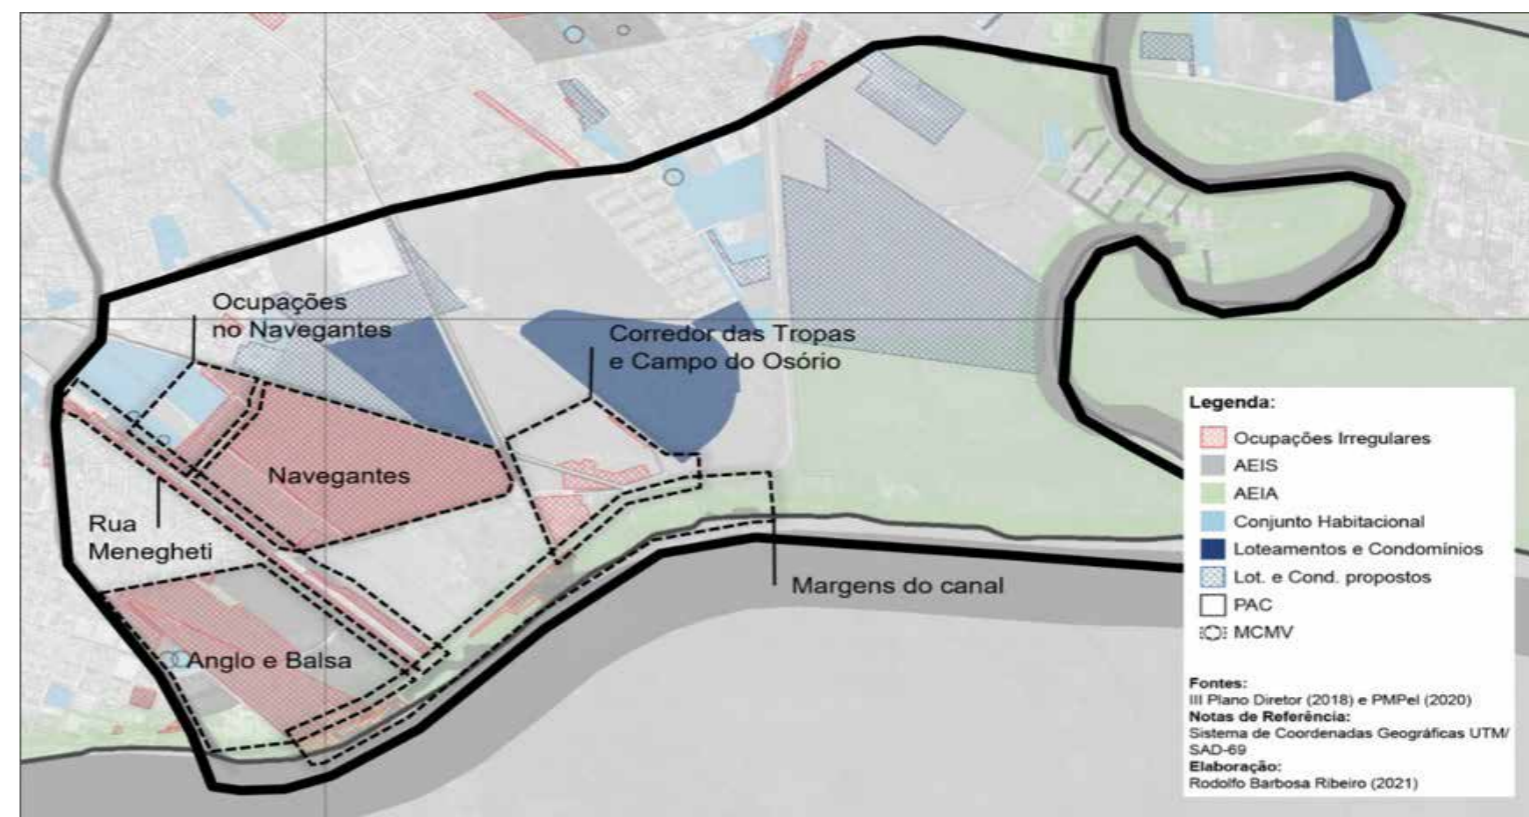 Ocupações
no Navegantes
Corredor das Tropas
e Campo do Osório
Navegantes
Rua
Menegheti
Margens do canal
Anglo e Balsa
Legenda:
Ocupações Irregulares
AEIS
AEIA
Conjunto Habitacional
Loteamentos e Condomínios
Lot. e Cond. propostos
PAC
MCMV
Fontes:
III Plano Diretor (2018) e PMPel (2020)
Notas de Referência:
Sistema de Coordenadas Geográficas UTM/
SAD-69
Elaboração:
Rodolfo Barbosa Ribeiro (2021)